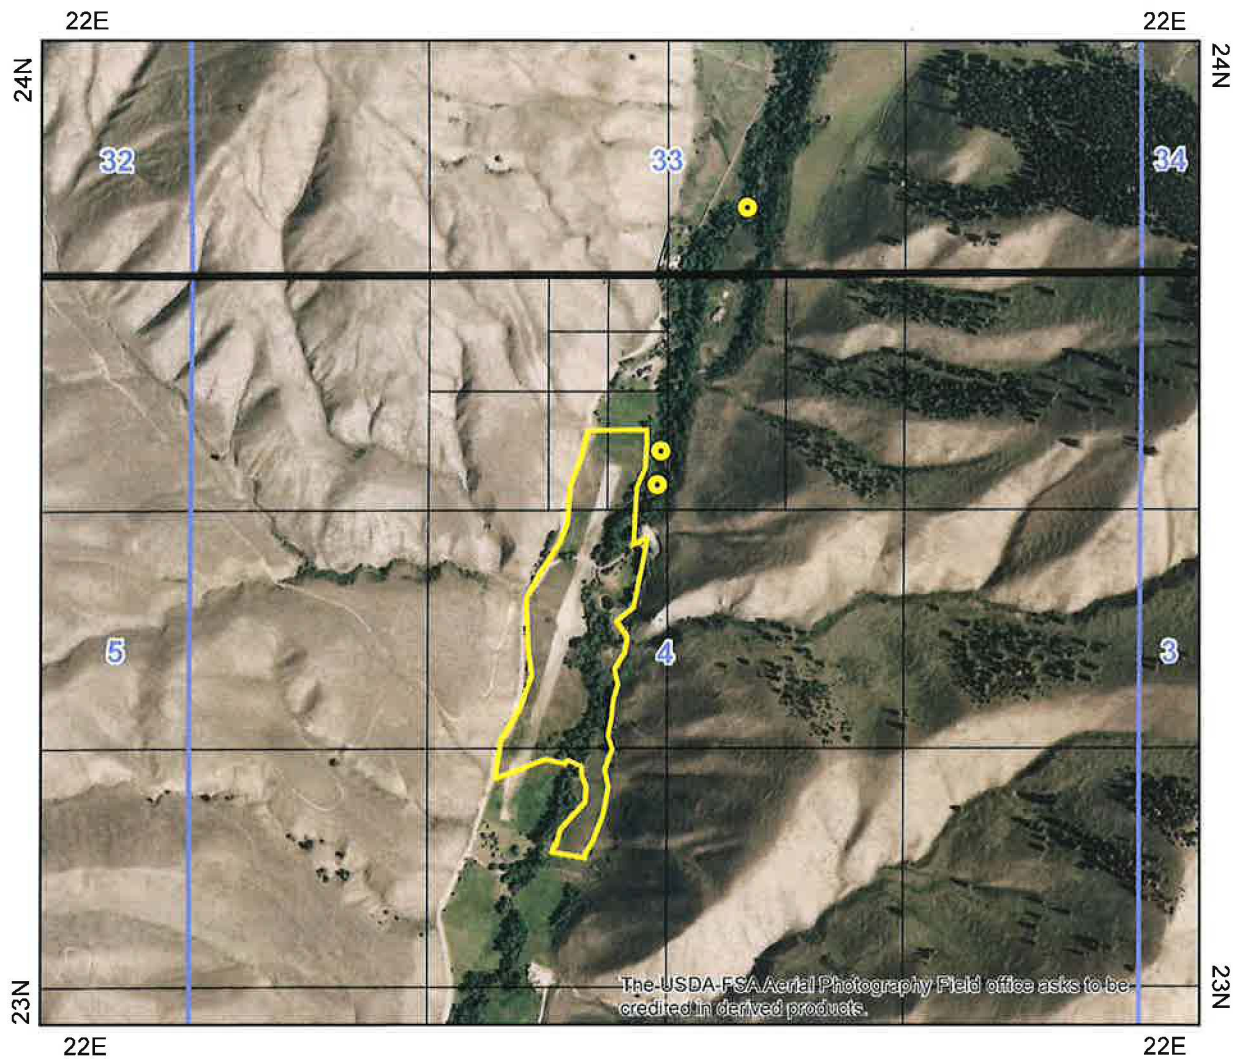 22E 22E
24N 24N
32 33 34
5 4 3
The USDA-FSA Aerial Photography Field office asks to be
credited in derived products.
23N 23N
22E 22E